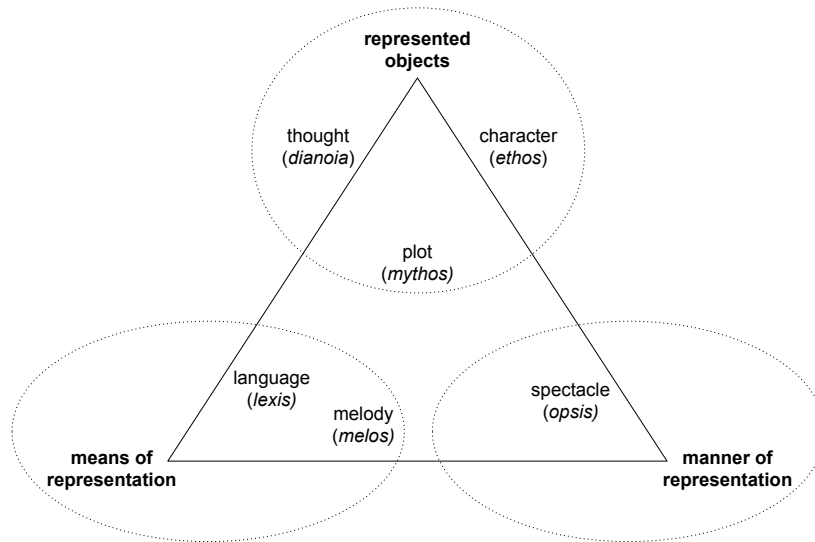 represented
objects
thought
(dianoia)
character
(ethos)
plot
(mythos)
language
(lexis)
melody
(melos)
spectacle
(opsis)
means of
representation
manner of
representation